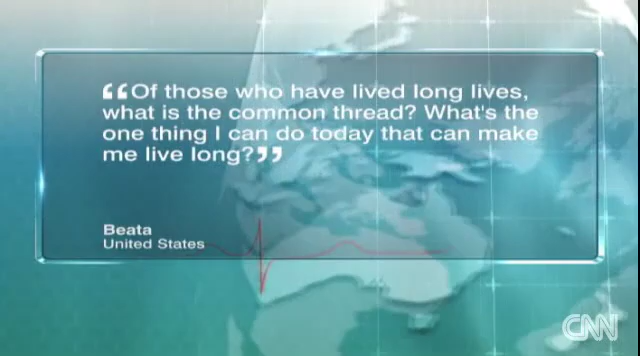 “Of those who have lived long lives,
what is the common thread? What's the
one thing I can do today that can make
me live long?”
Beata
United States
CNN